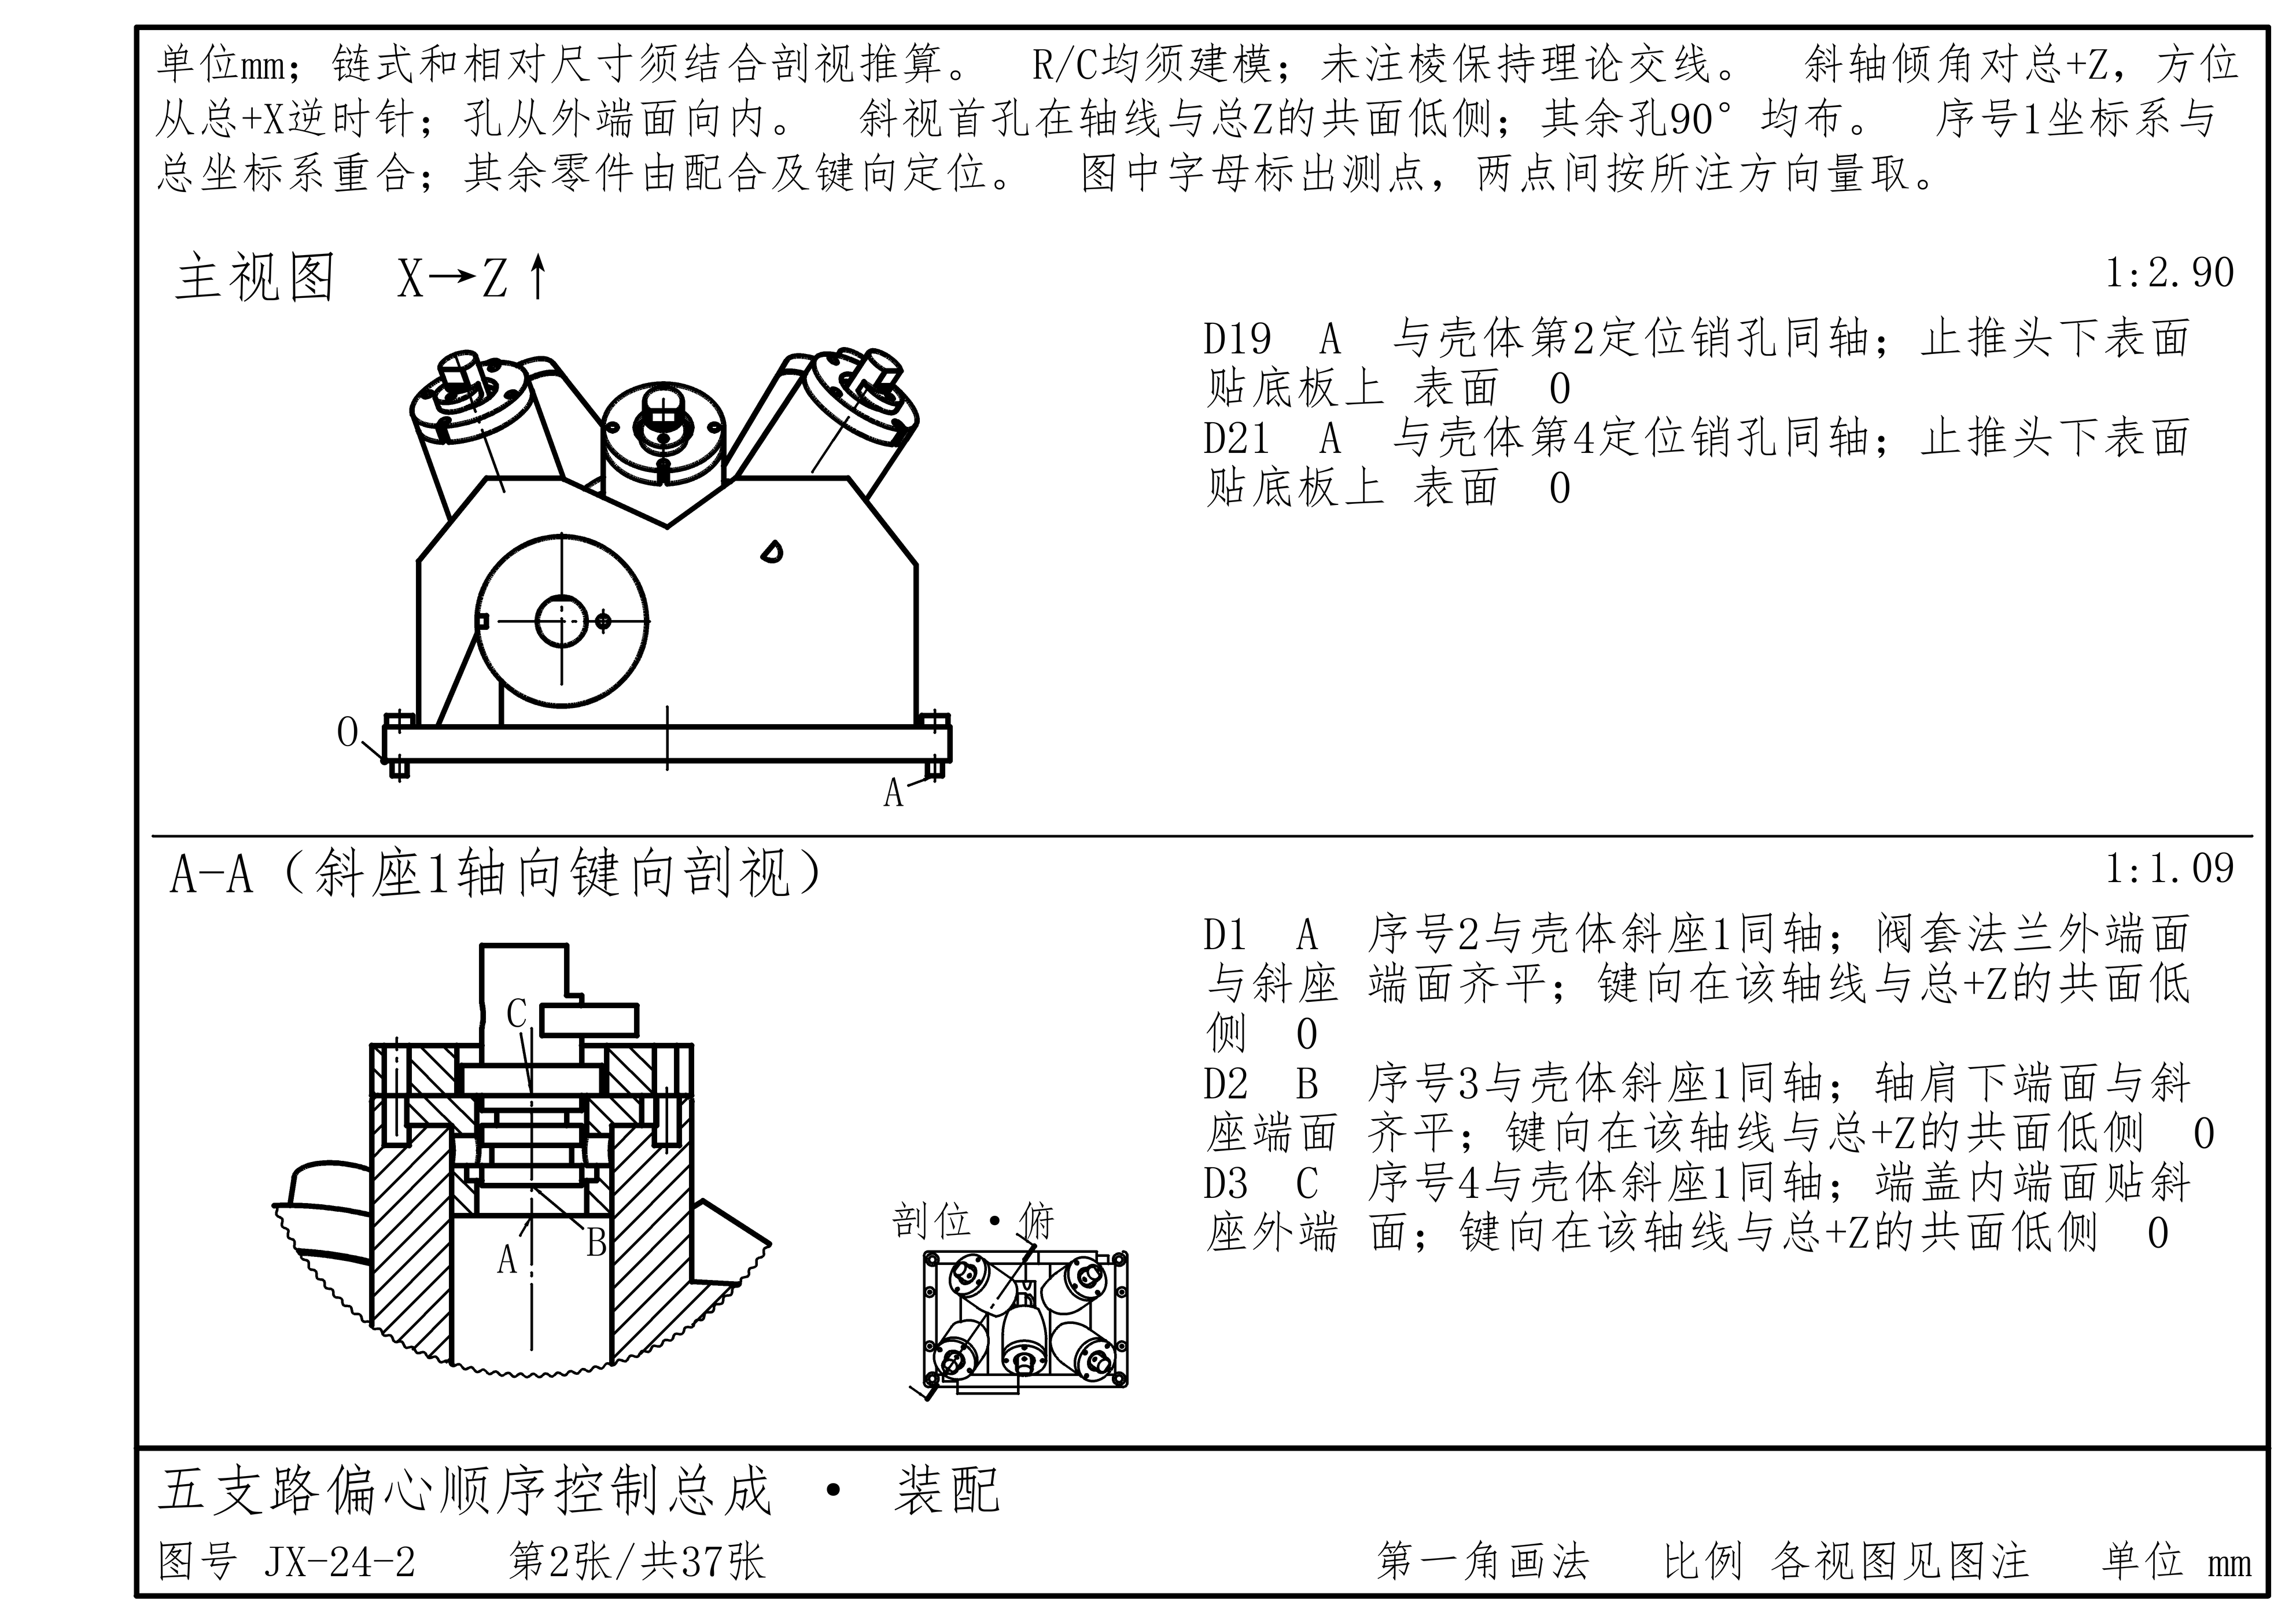 单位mm；链式和相对尺寸须结合剖视推算。 R/C均须建模；未注棱保持理论交线。 斜轴倾角对总+Z，方位
从总+X逆时针；孔从外端面向内。 斜视首孔在轴线与总Z的共面低侧；其余孔90°均布。 序号1坐标系与
总坐标系重合；其余零件由配合及键向定位。 图中字母标出测点，两点间按所注方向量取。
主视图 X→Z↑
1:2.90
D19 A 与壳体第2定位销孔同轴；止推头下表面
贴底板上 表面 0
D21 A 与壳体第4定位销孔同轴；止推头下表面
贴底板上 表面 0
O
A
A-A（斜座1轴向键向剖视）
1:1.09
D1 A 序号2与壳体斜座1同轴；阀套法兰外端面
与斜座 端面齐平；键向在该轴线与总+Z的共面低
侧 0
D2 B 序号3与壳体斜座1同轴；轴肩下端面与斜
座端面 齐平；键向在该轴线与总+Z的共面低侧 0
D3 C 序号4与壳体斜座1同轴；端盖内端面贴斜
座外端 面；键向在该轴线与总+Z的共面低侧 0
C
A
B
剖位·俯
五支路偏心顺序控制总成 · 装配
图号 JX-24-2 第2张/共37张 第一角画法 比例 各视图见图注 单位 mm